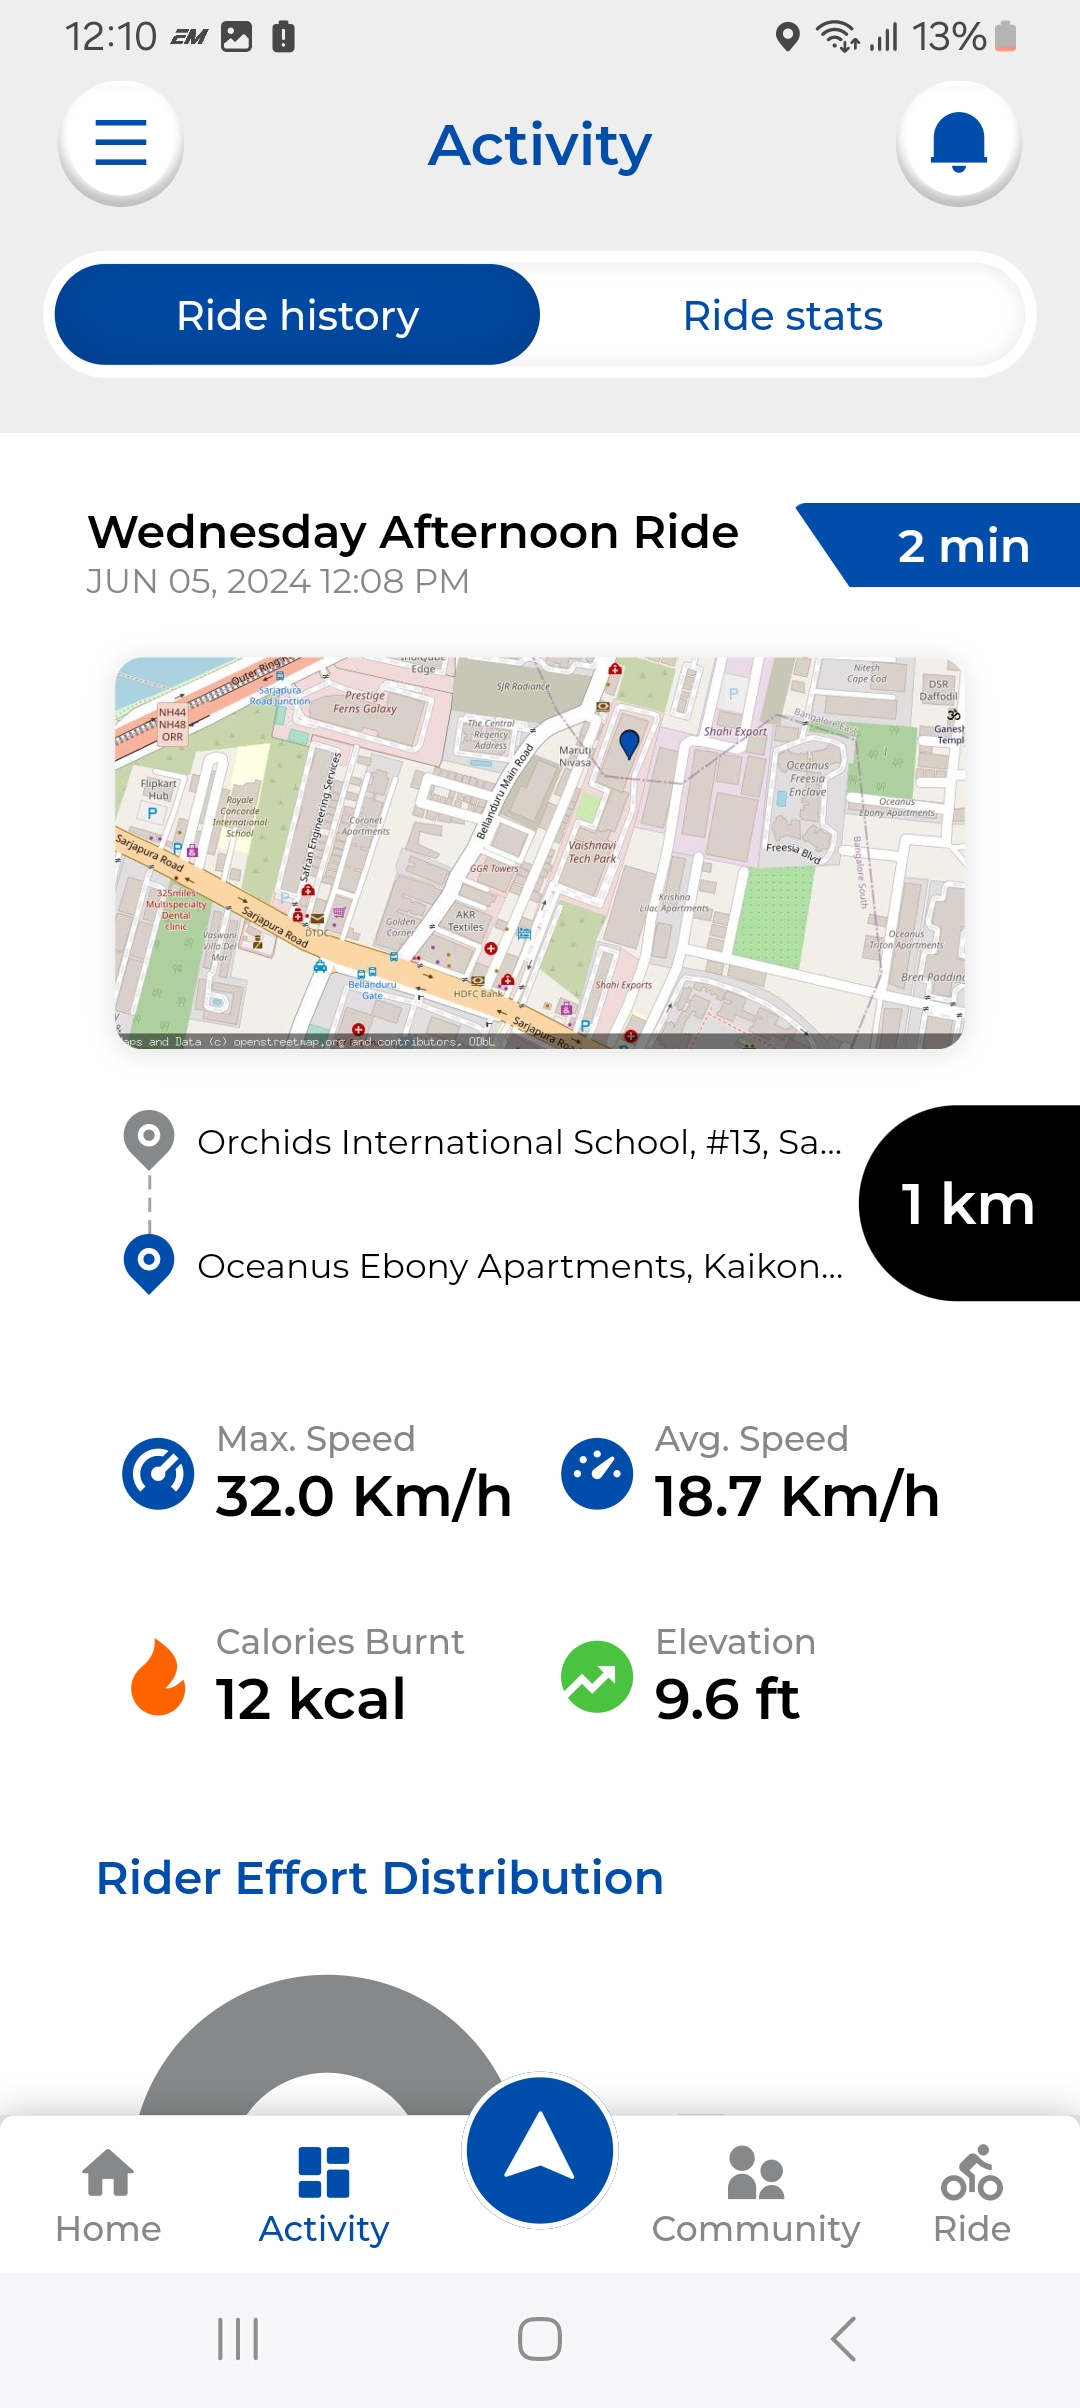 12:10 EM 13%
Activity
Ride history Ride stats
Wednesday Afternoon Ride
JUN 05, 2024 12:08 PM
2 min
Edge
Outer Ring
Sarjapura
Road Junction
NH44
NH48
ORR
Prestige
Ferns Galaxy
SJR Radiance
The Central
Regency
Address
Maruti
Nivasa
Shahi Export
Bangalore East
Nitesh
Cape Cod
DSR
Daffodil
Ganesh
Templ
Flipkart
Hub
Royale
Concorde
International
School
Safran Engineering Services
Coronet
Apartments
Bellanduru Main Road
Oceanus
Freesia
Enclave
Oceanus
Ebony Apartments
Freesia Blvd
Bangalore South
Vaishnavi
Tech Park
GGR Towers
Sarjapura Road
325miles
Multispecialty
Dental
clinic
Vaswani
Villa Del
Mar
Sarjapura Road
DTDC
Golden
Corner
AKR
Textiles
Krishna
Lilac Apartments
Oceanus
Triton Apartments
Bren Paddin
Bellanduru
Gate
HDFC Bank
Shahi Exports
Sarjapura Roa
aps and Data (c) openstreetmap.org and contributors, ODbL
Orchids International School, #13, Sa...
Oceanus Ebony Apartments, Kaikon...
1 km
Max. Speed
32.0 Km/h
Avg. Speed
18.7 Km/h
Calories Burnt
12 kcal
Elevation
9.6 ft
Rider Effort Distribution
Home Activity Community Ride